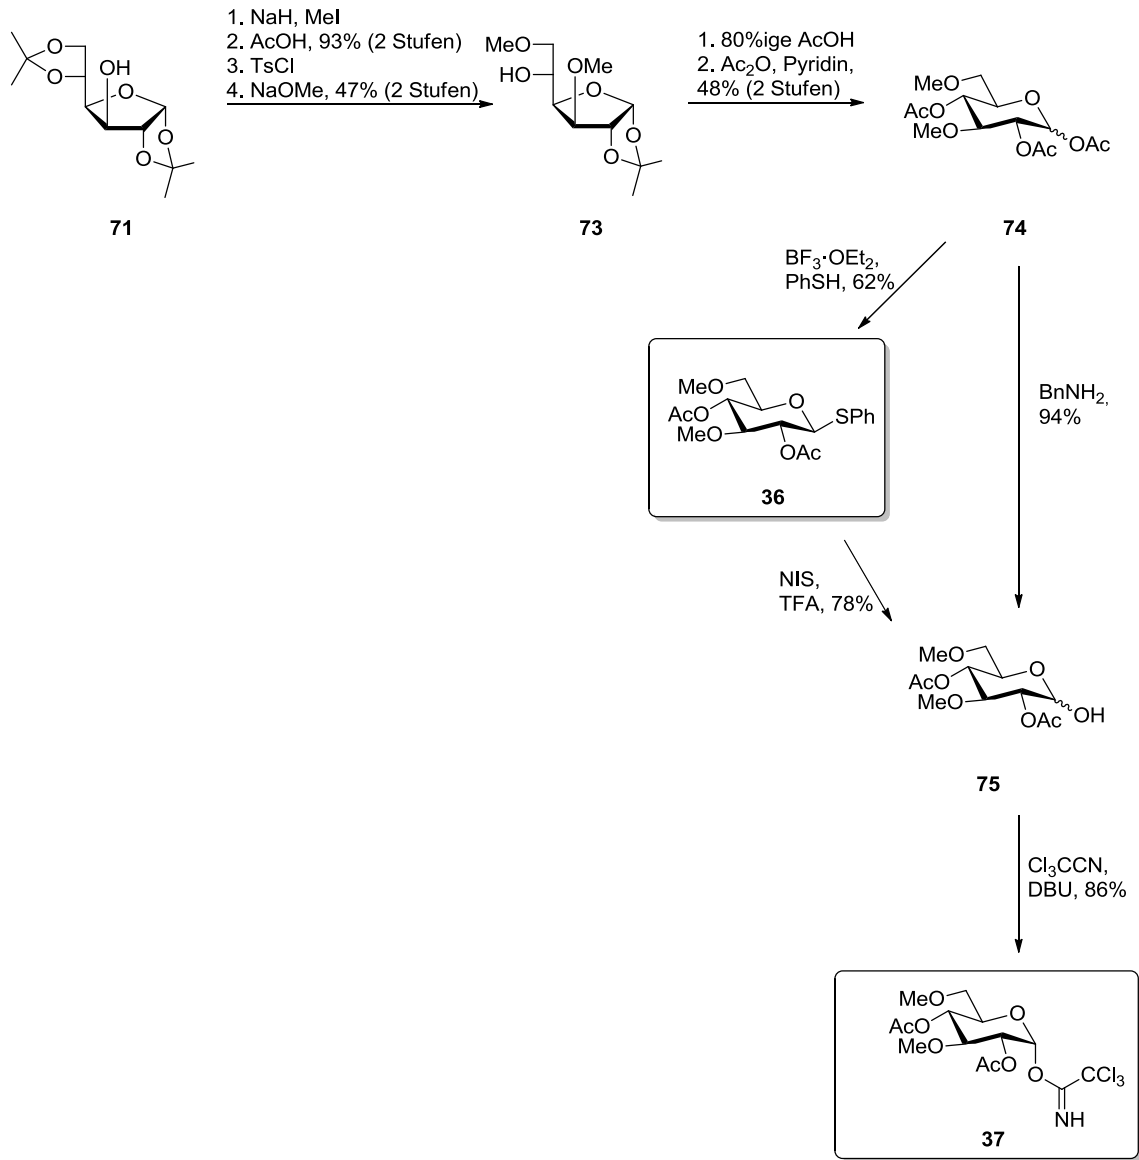 1. NaH, MeI
2. AcOH, 93% (2 Stufen)
3. TsCl
4. NaOMe, 47% (2 Stufen)
1. 80%ige AcOH
2. Ac₂O, Pyridin,
48% (2 Stufen)
O
O
OH
O
O
O
71
MeO
HO
OMe
O
O
O
73
MeO
O
AcO
MeO
OAc
OAc
74
BF₃·OEt₂,
PhSH, 62%
BnNH₂,
94%
MeO
O
AcO
SPh
MeO
OAc
36
NIS,
TFA, 78%
MeO
O
AcO
MeO
OAc
OH
75
Cl₃CCN,
DBU, 86%
MeO
O
AcO
MeO
AcO
O
CCl₃
NH
37